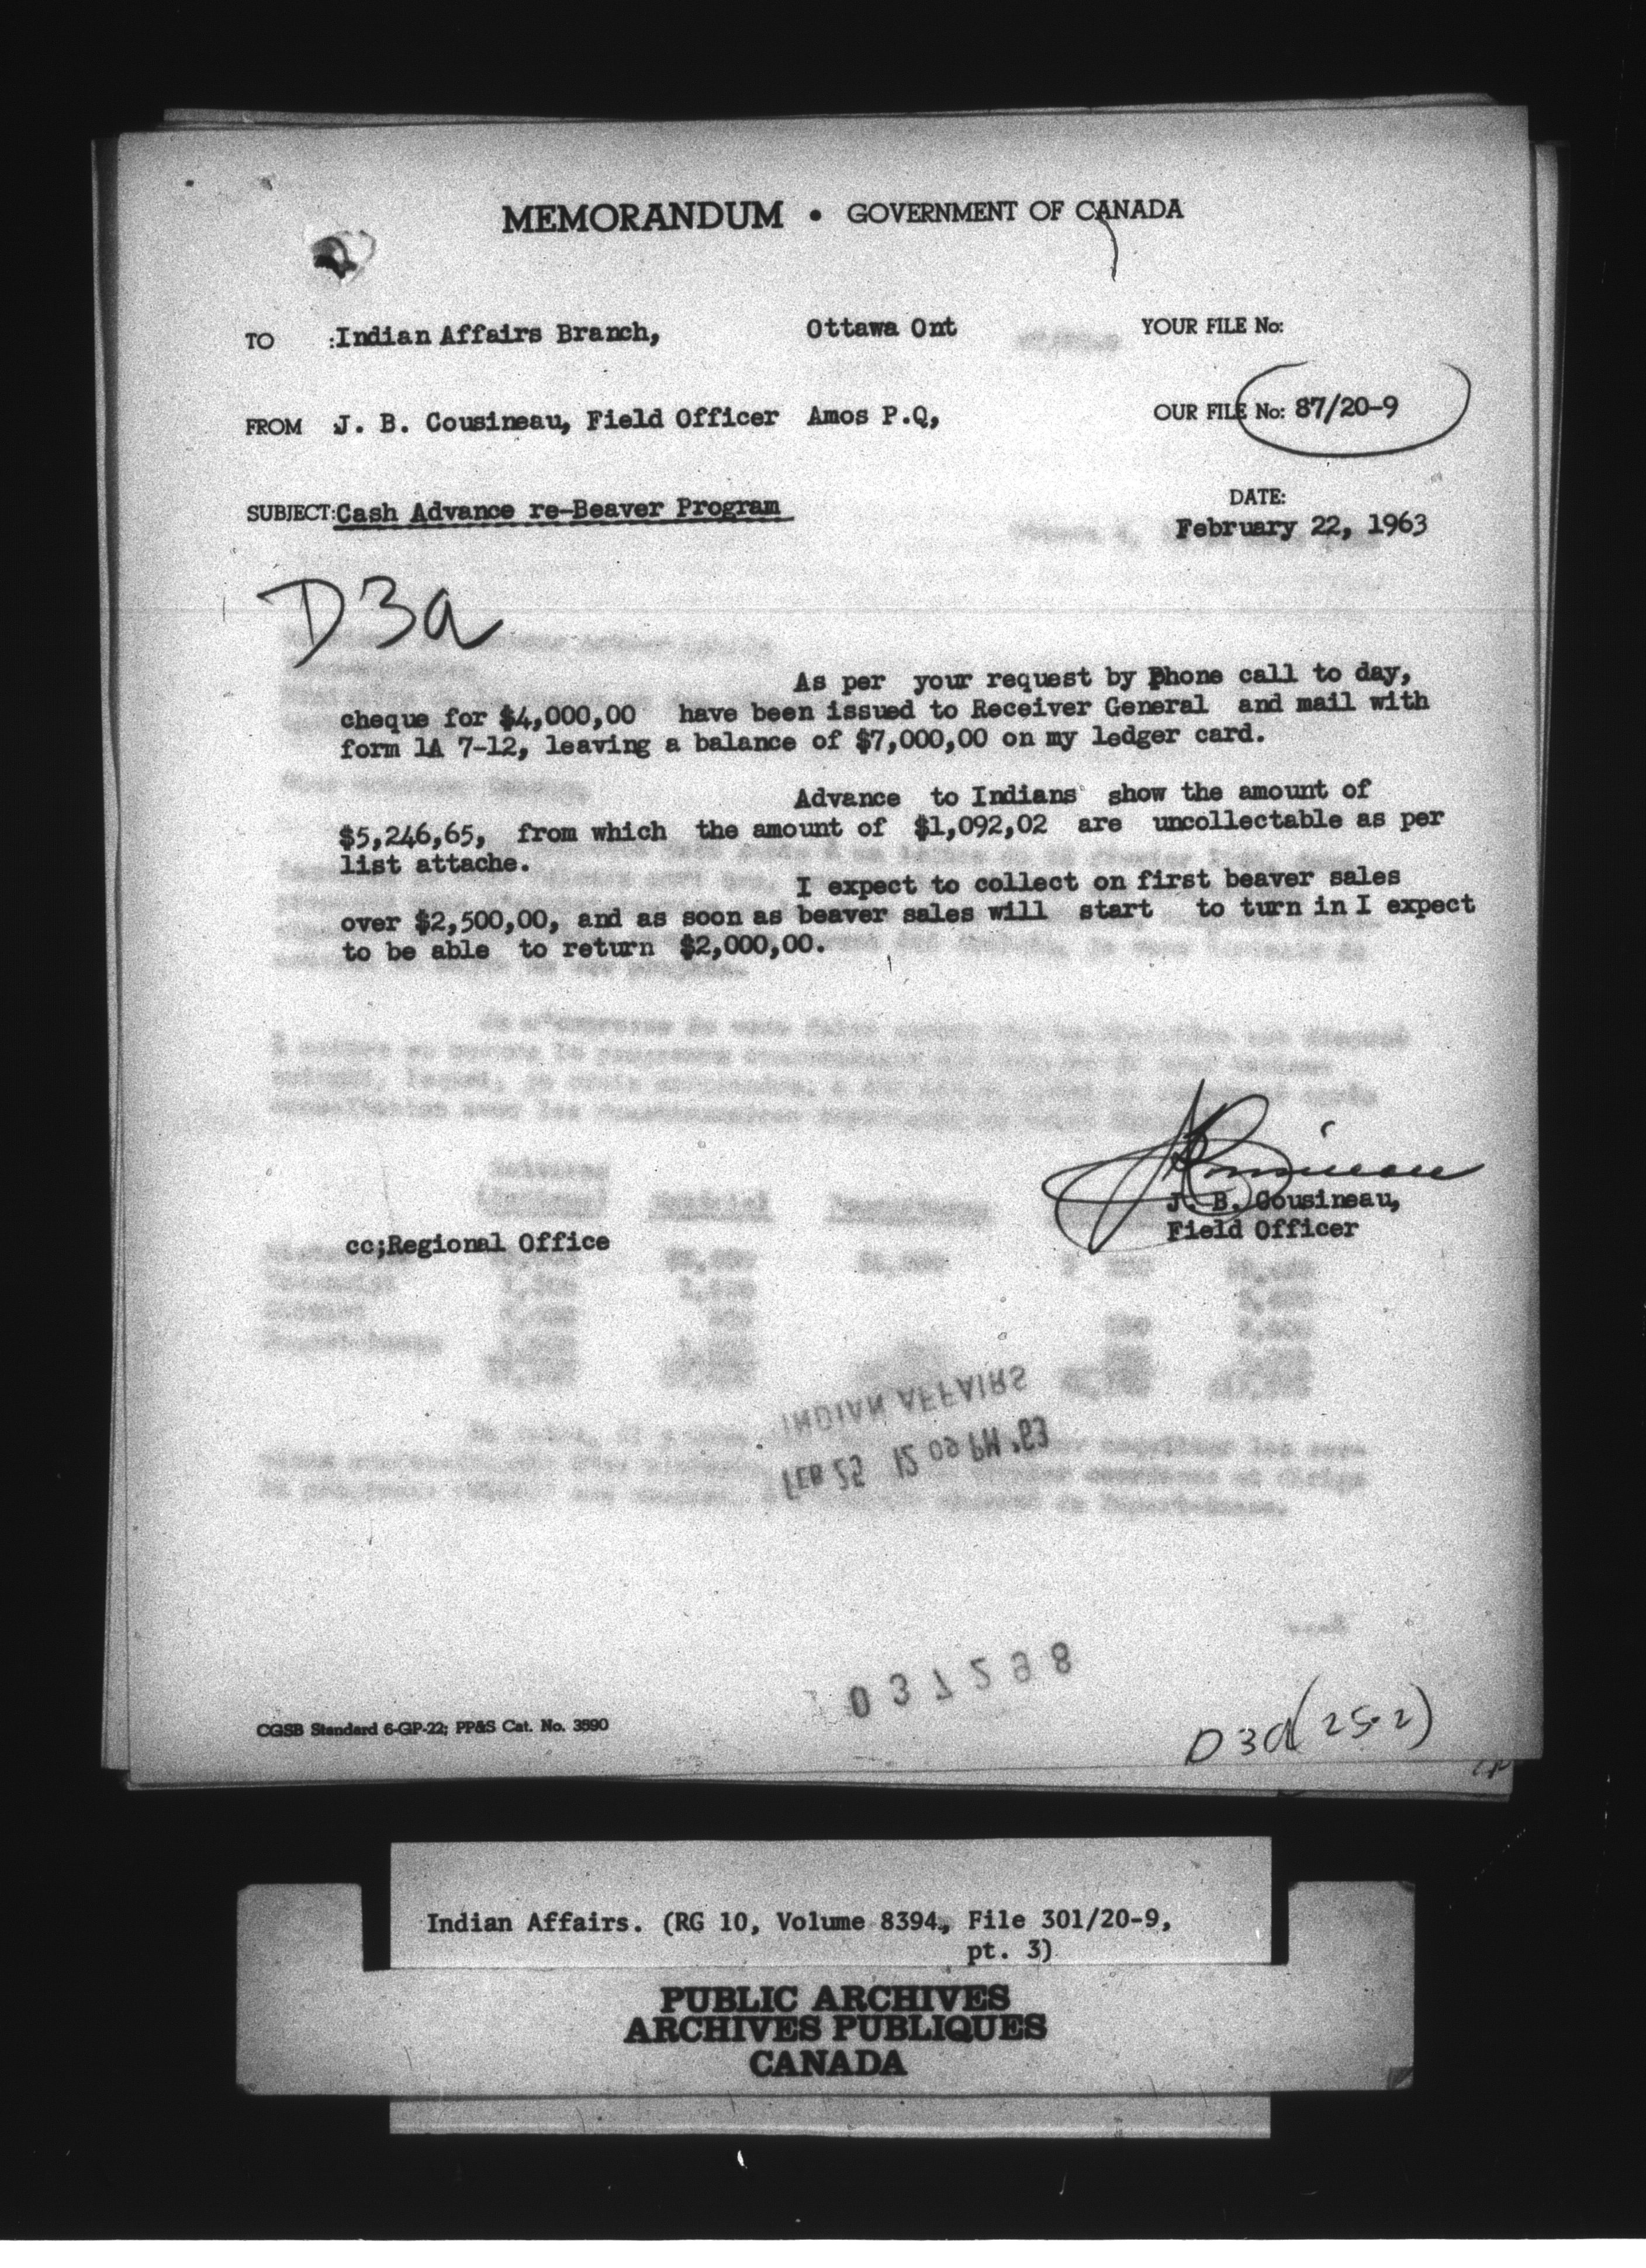 MEMORANDUM • GOVERNMENT OF CANADA
TO :Indian Affairs Branch, Ottawa Ont YOUR FILE No:
FROM J. B. Cousineau, Field Officer Amos P.Q, OUR FILE No: 87/20-9
SUBJECT:Cash Advance re-Beaver Program
DATE:
February 22, 1963
D3a
As per your request by phone call to day,
cheque for $4,000,00 have been issued to Receiver General and mail with
form 1A 7-12, leaving a balance of $7,000,00 on my ledger card.
Advance to Indians show the amount of
$5,246,65, from which the amount of $1,092,02 are uncollectable as per
list attache.
I expect to collect on first beaver sales
over $2,500,00, and as soon as beaver sales will start to turn in I expect
to be able to return $2,000,00.
J. B. Cousineau,
Field Officer
cc;Regional Office
INDIAN AFFAIRS
FEB 25 12 09 PM '63
037298
CGSB Standard 6-GP-22; PP&S Cat. No. 3590
D3a(25-2)
Indian Affairs. (RG 10, Volume 8394, File 301/20-9,
pt. 3)
PUBLIC ARCHIVES
ARCHIVES PUBLIQUES
CANADA